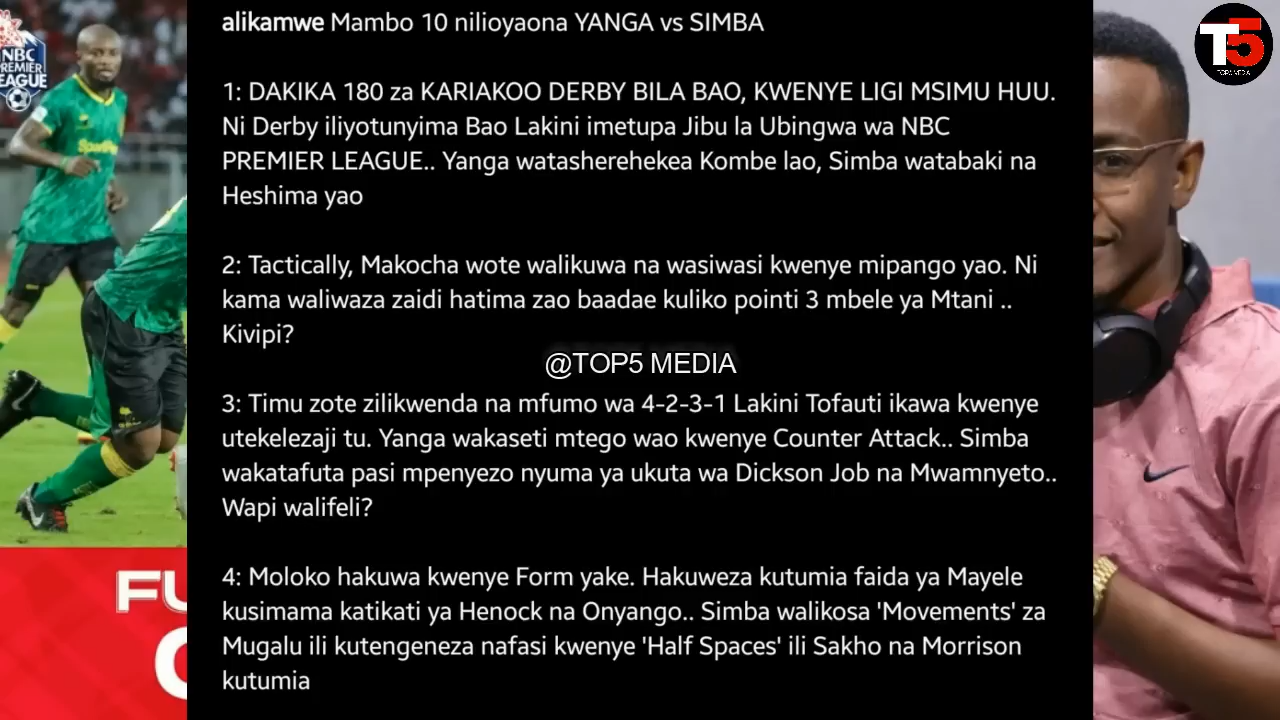 NBC
PREMIER
LEAGUE
T5
alikamwe Mambo 10 nilioyaona YANGA vs SIMBA
1: DAKIKA 180 za KARIAKOO DERBY BILA BAO, KWENYE LIGI MSIMU HUU.
Ni Derby iliyotunyima Bao Lakini imetupa Jibu la Ubingwa wa NBC
PREMIER LEAGUE.. Yanga watasherehekea Kombe lao, Simba watabaki na
Heshima yao
2: Tactically, Makocha wote walikuwa na wasiwasi kwenye mipango yao. Ni
kama waliwaza zaidi hatima zao baadae kuliko pointi 3 mbele ya Mtani ..
Kivipi?
@TOP5 MEDIA
3: Timu zote zilikwenda na mfumo wa 4-2-3-1 Lakini Tofauti ikawa kwenye
utekelezaji tu. Yanga wakaseti mtego wao kwenye Counter Attack.. Simba
wakatafuta pasi mpenyezo nyuma ya ukuta wa Dickson Job na Mwamnyeto..
Wapi walifeli?
4: Moloko hakuwa kwenye Form yake. Hakuweza kutumia faida ya Mayele
kusimama katikati ya Henock na Onyango.. Simba walikosa 'Movements' za
Mugalu ili kutengeneza nafasi kwenye 'Half Spaces' ili Sakho na Morrison
kutumia
FU